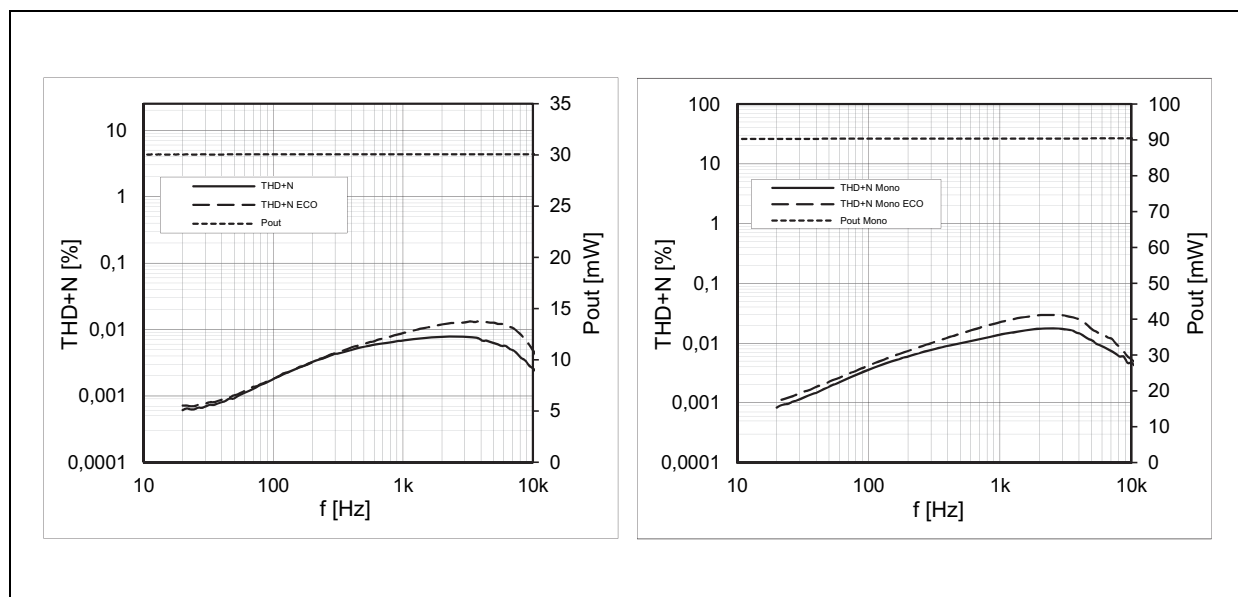 THD+N [%]
10
1
0,1
0,01
0,001
0,0001
35
30
25
20
15
10
5
0
Pout [mW]
THD+N
THD+N ECO
Pout
10
100
1k
10k
f [Hz]
THD+N [%]
100
10
1
0,1
0,01
0,001
0,0001
100
90
80
70
60
50
40
30
20
10
0
Pout [mW]
THD+N Mono
THD+N Mono ECO
Pout Mono
10
100
1k
10k
f [Hz]